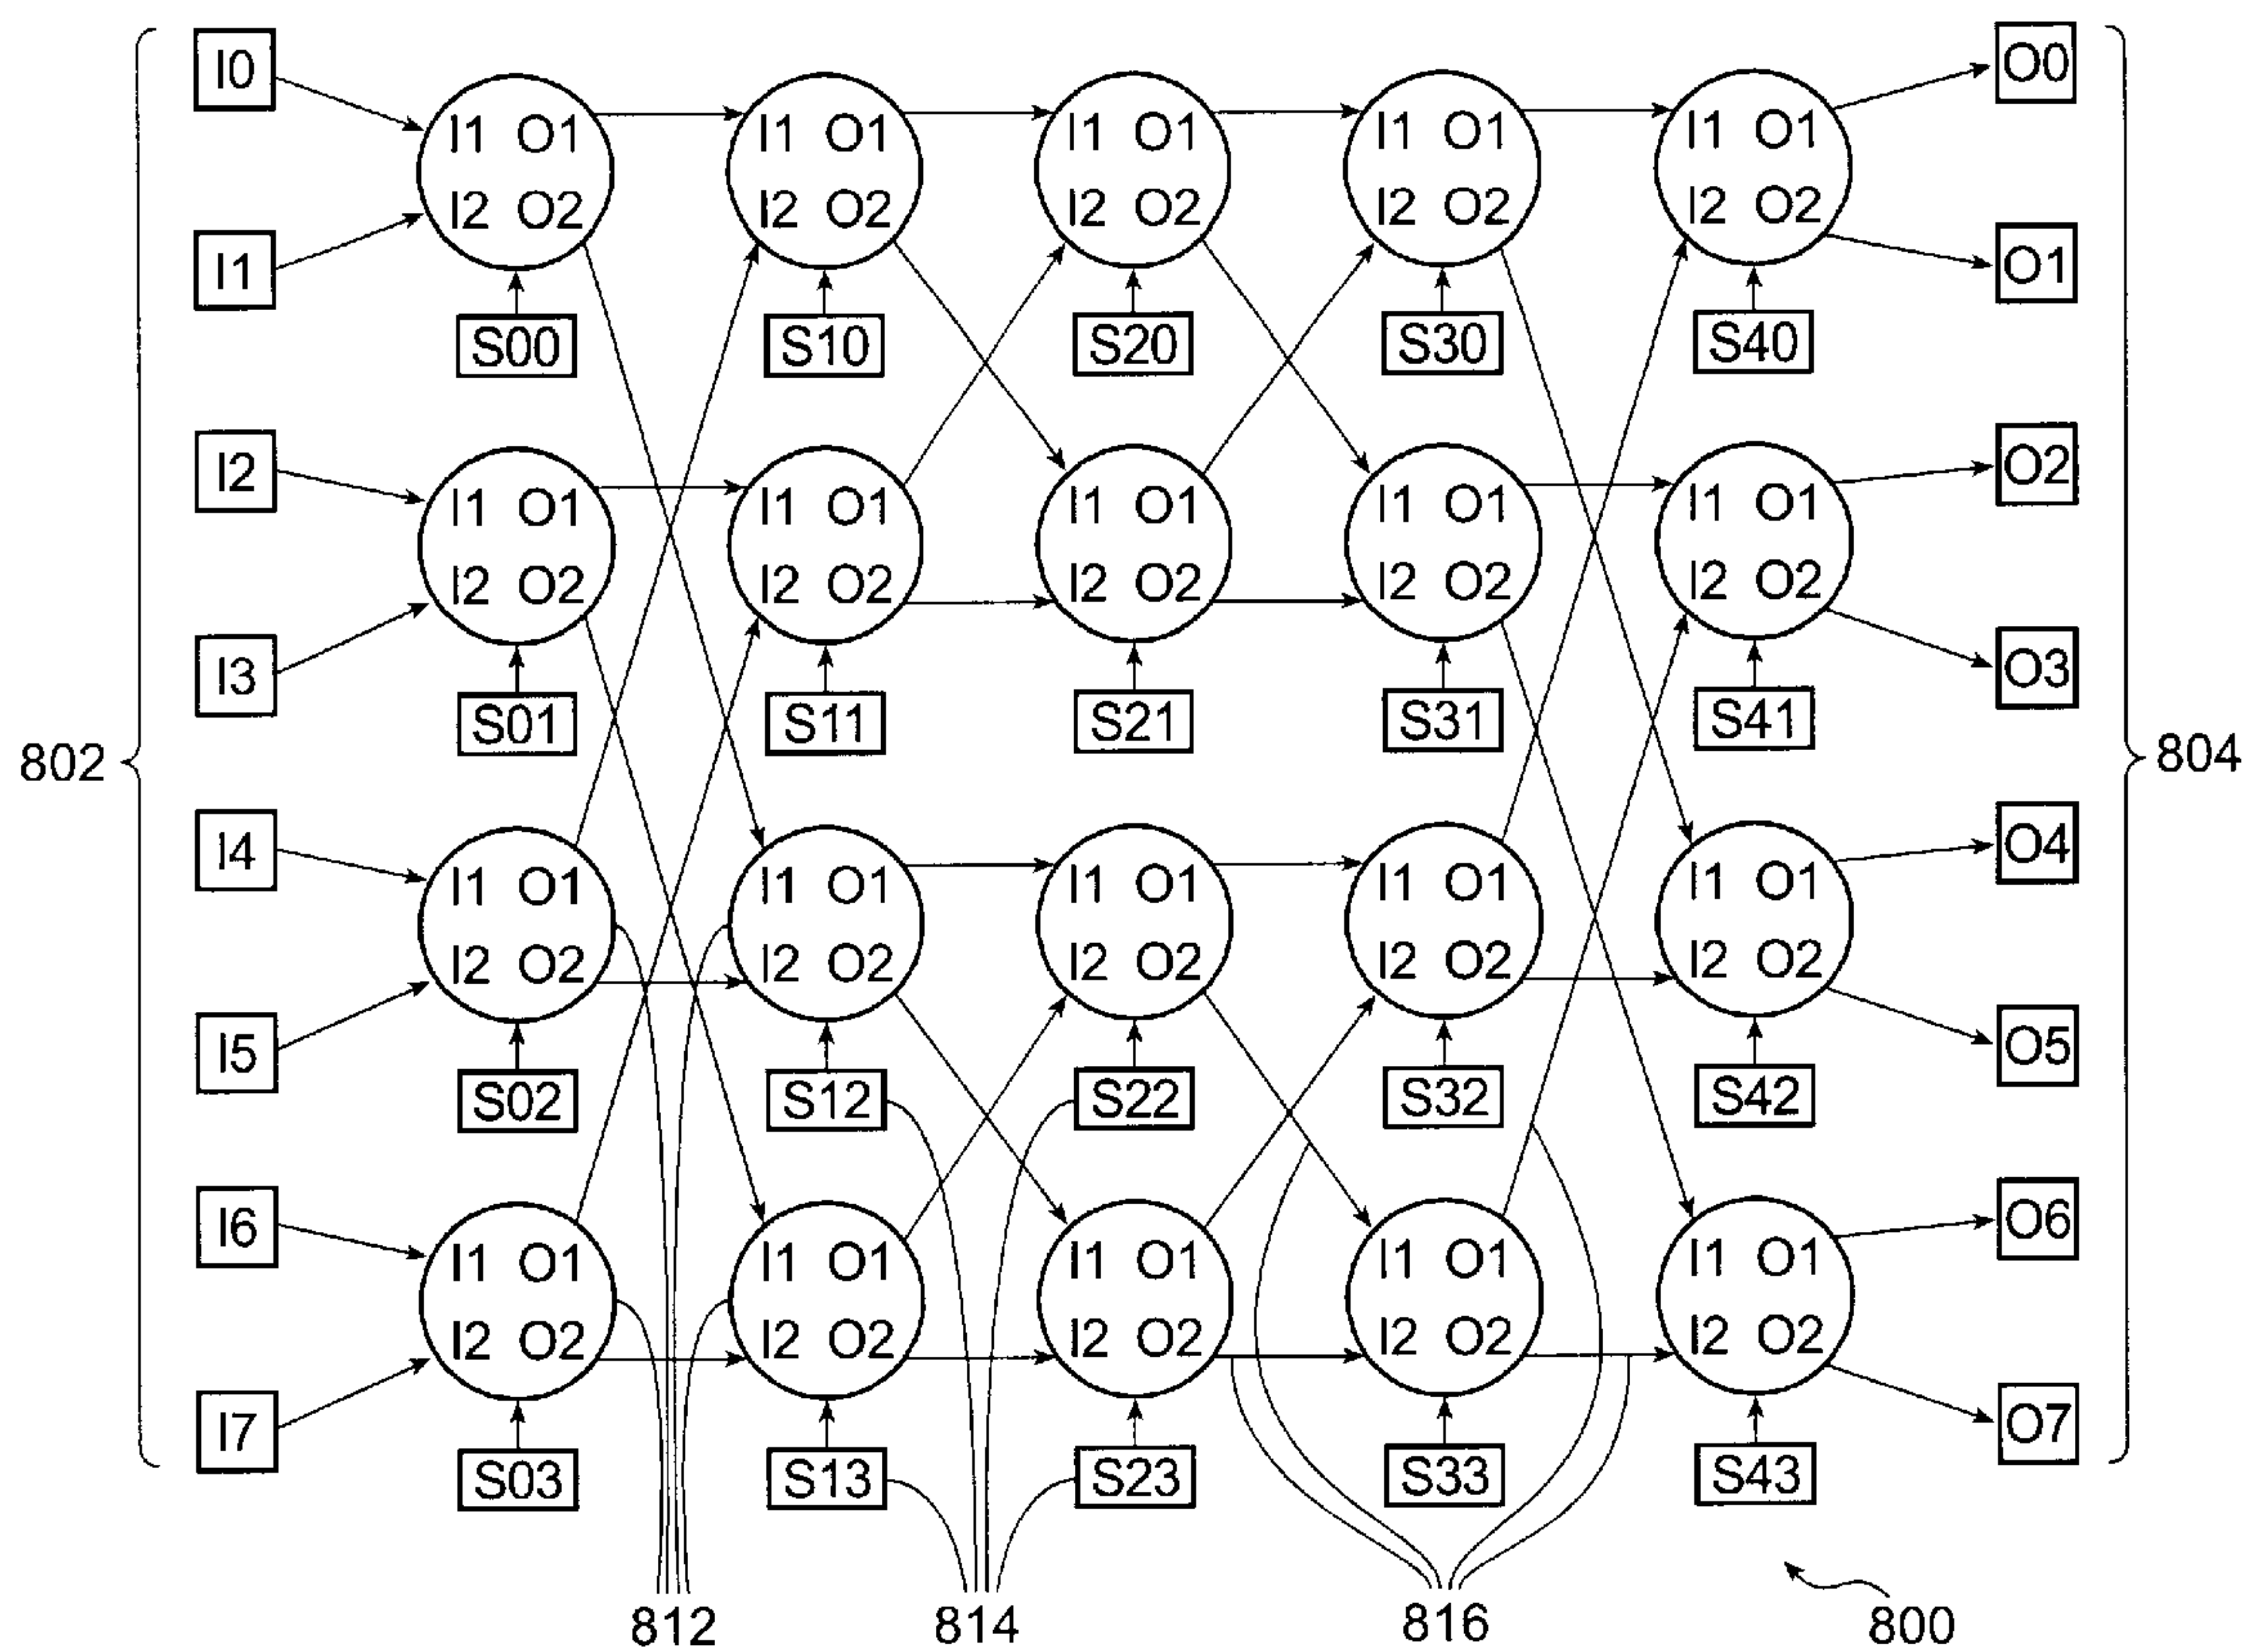 I0
I1 O1 I1 O1 I1 O1 I1 O1 I1 O1
O0
I2 O2 I2 O2 I2 O2 I2 O2 I2 O2
I1
O1
S00 S10 S20 S30 S40
I2
O2
I1 O1 I1 O1 I1 O1 I1 O1 I1 O1
I2 O2 I2 O2 I2 O2 I2 O2 I2 O2
I3
O3
S01 S11 S21 S31 S41
802
804
I4
O4
I1 O1 I1 O1 I1 O1 I1 O1 I1 O1
I2 O2 I2 O2 I2 O2 I2 O2 I2 O2
I5
O5
S02 S12 S22 S32 S42
I6
O6
I1 O1 I1 O1 I1 O1 I1 O1 I1 O1
I2 O2 I2 O2 I2 O2 I2 O2 I2 O2
I7
O7
S03 S13 S23 S33 S43
812 814 816 800